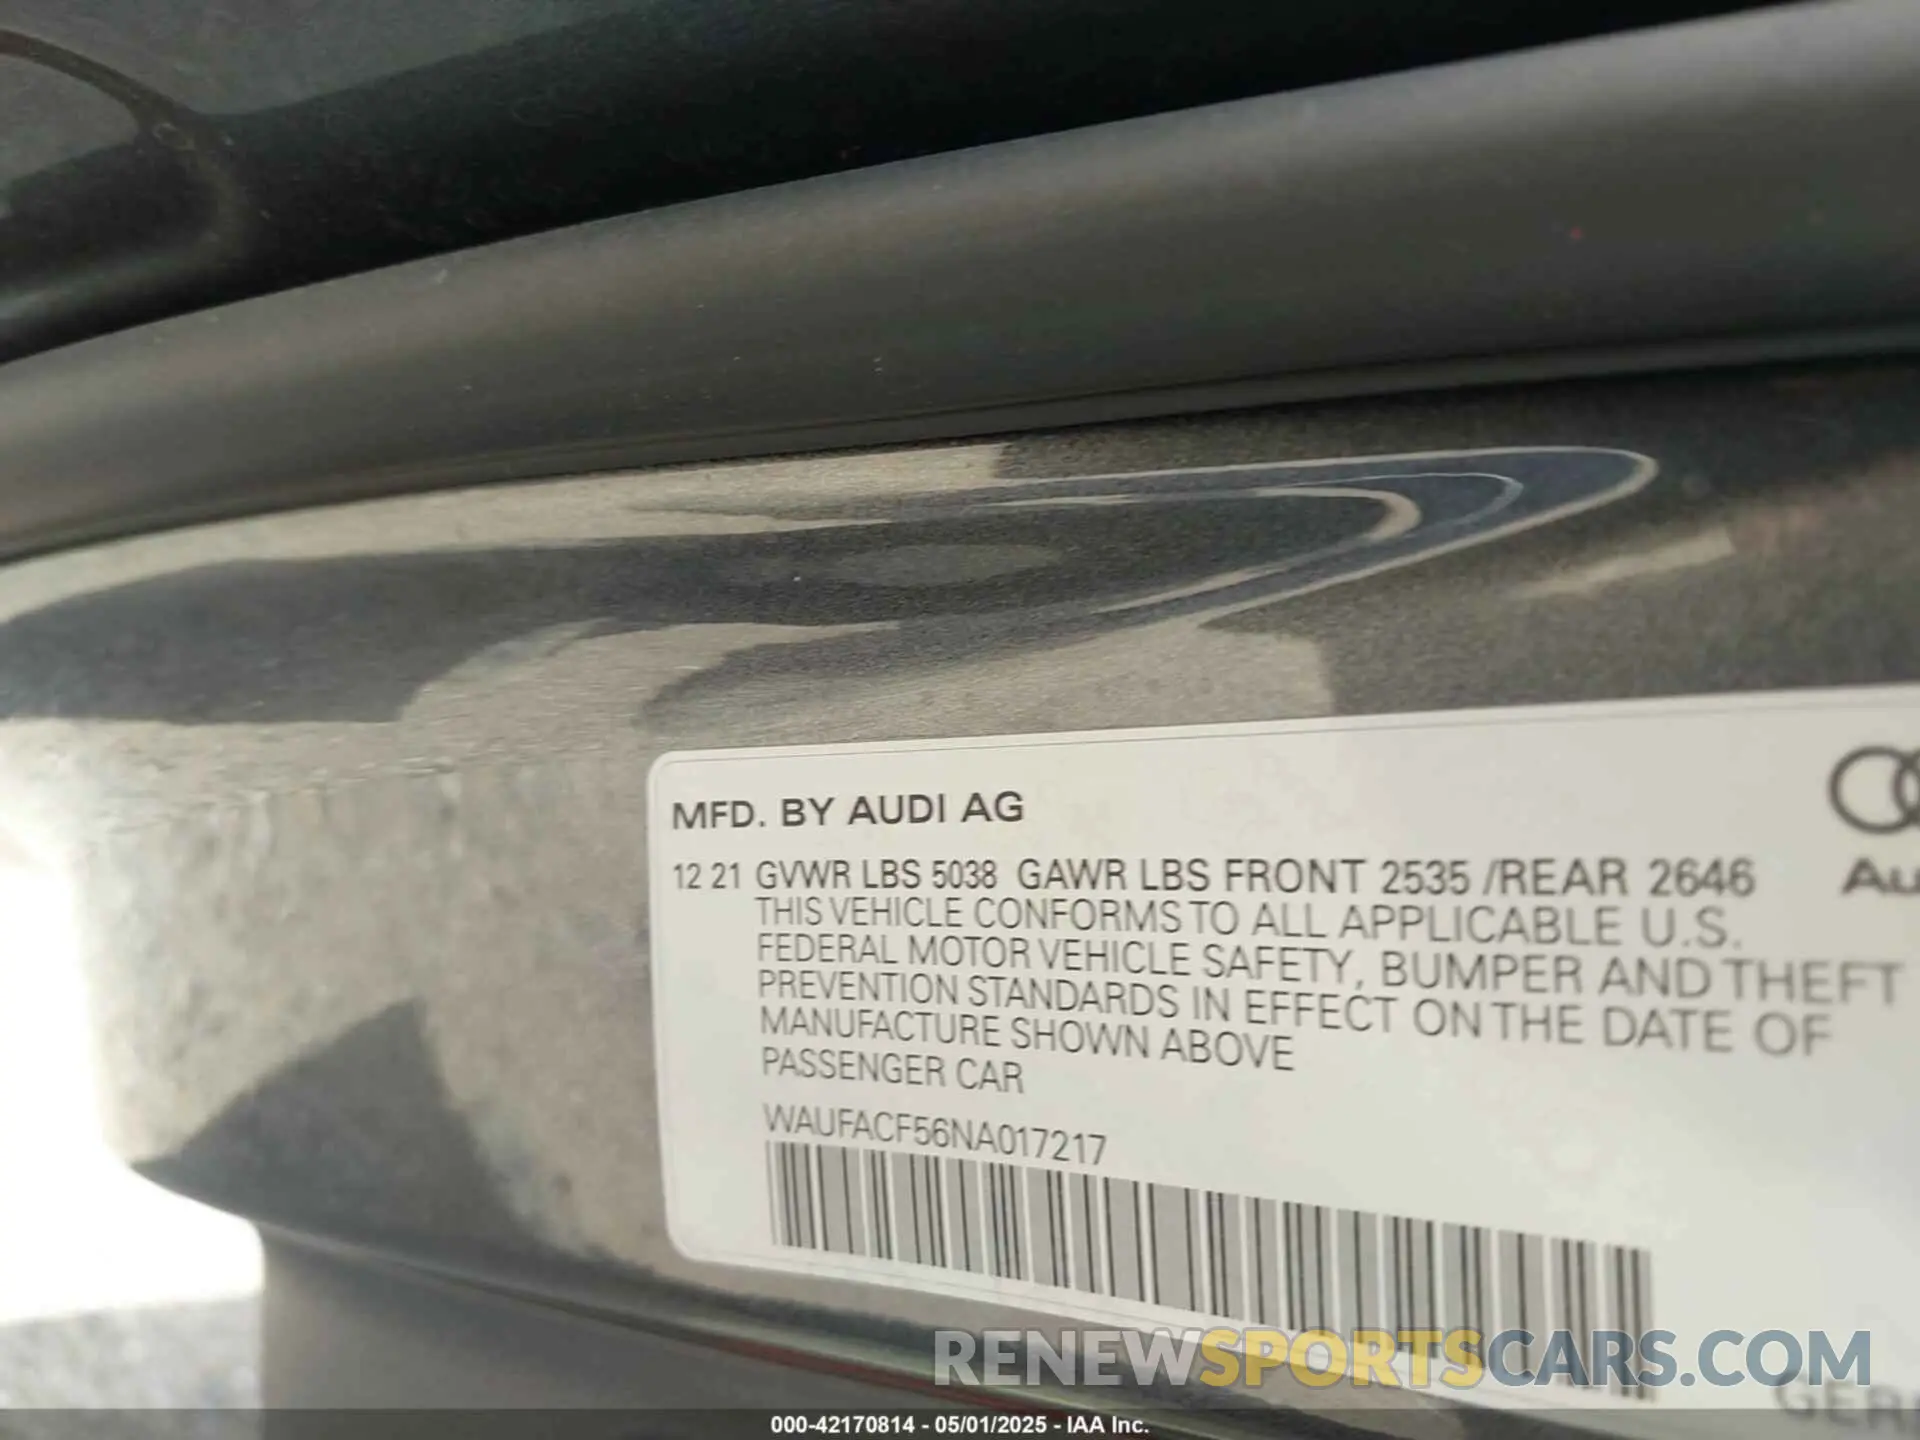 MFD. BY AUDI AG
12 21 GVWR LBS 5038 GAWR LBS FRONT 2535 /REAR 2646
THIS VEHICLE CONFORMS TO ALL APPLICABLE U.S.
FEDERAL MOTOR VEHICLE SAFETY, BUMPER AND THEFT
PREVENTION STANDARDS IN EFFECT ON THE DATE OF
MANUFACTURE SHOWN ABOVE
PASSENGER CAR
WAUFACF56NA017217
RENEWSPORTSCARS.COM
000-42170814 - 05/01/2025 - IAA Inc.